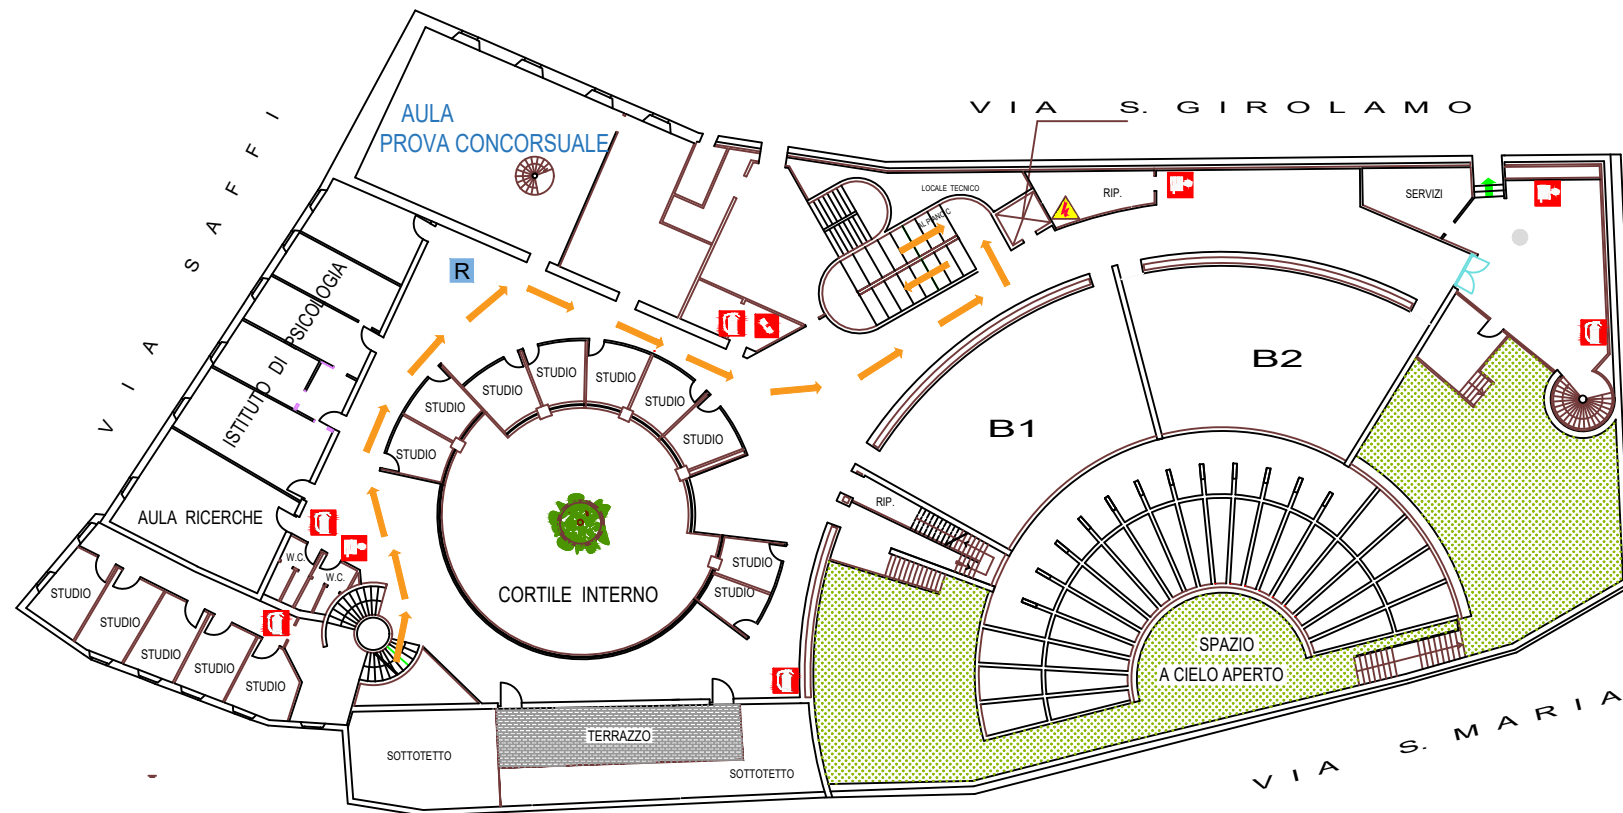 VIA S. GIROLAMO
VIA SAFFI
AULA
PROVA CONCORSUALE
LOCALE TECNICO
RIP.
SERVIZI
R
ISTITUTO DI PSICOLOGIA
STUDIO
STUDIO
STUDIO
STUDIO
STUDIO
STUDIO
STUDIO
B2
B1
AULA RICERCHE
RIP.
W.C.
W.C.
STUDIO
STUDIO
CORTILE INTERNO
STUDIO
STUDIO
STUDIO
STUDIO
STUDIO
SPAZIO
A CIELO APERTO
TERRAZZO
SOTTOTETTO
SOTTOTETTO
VIA S. MARIA